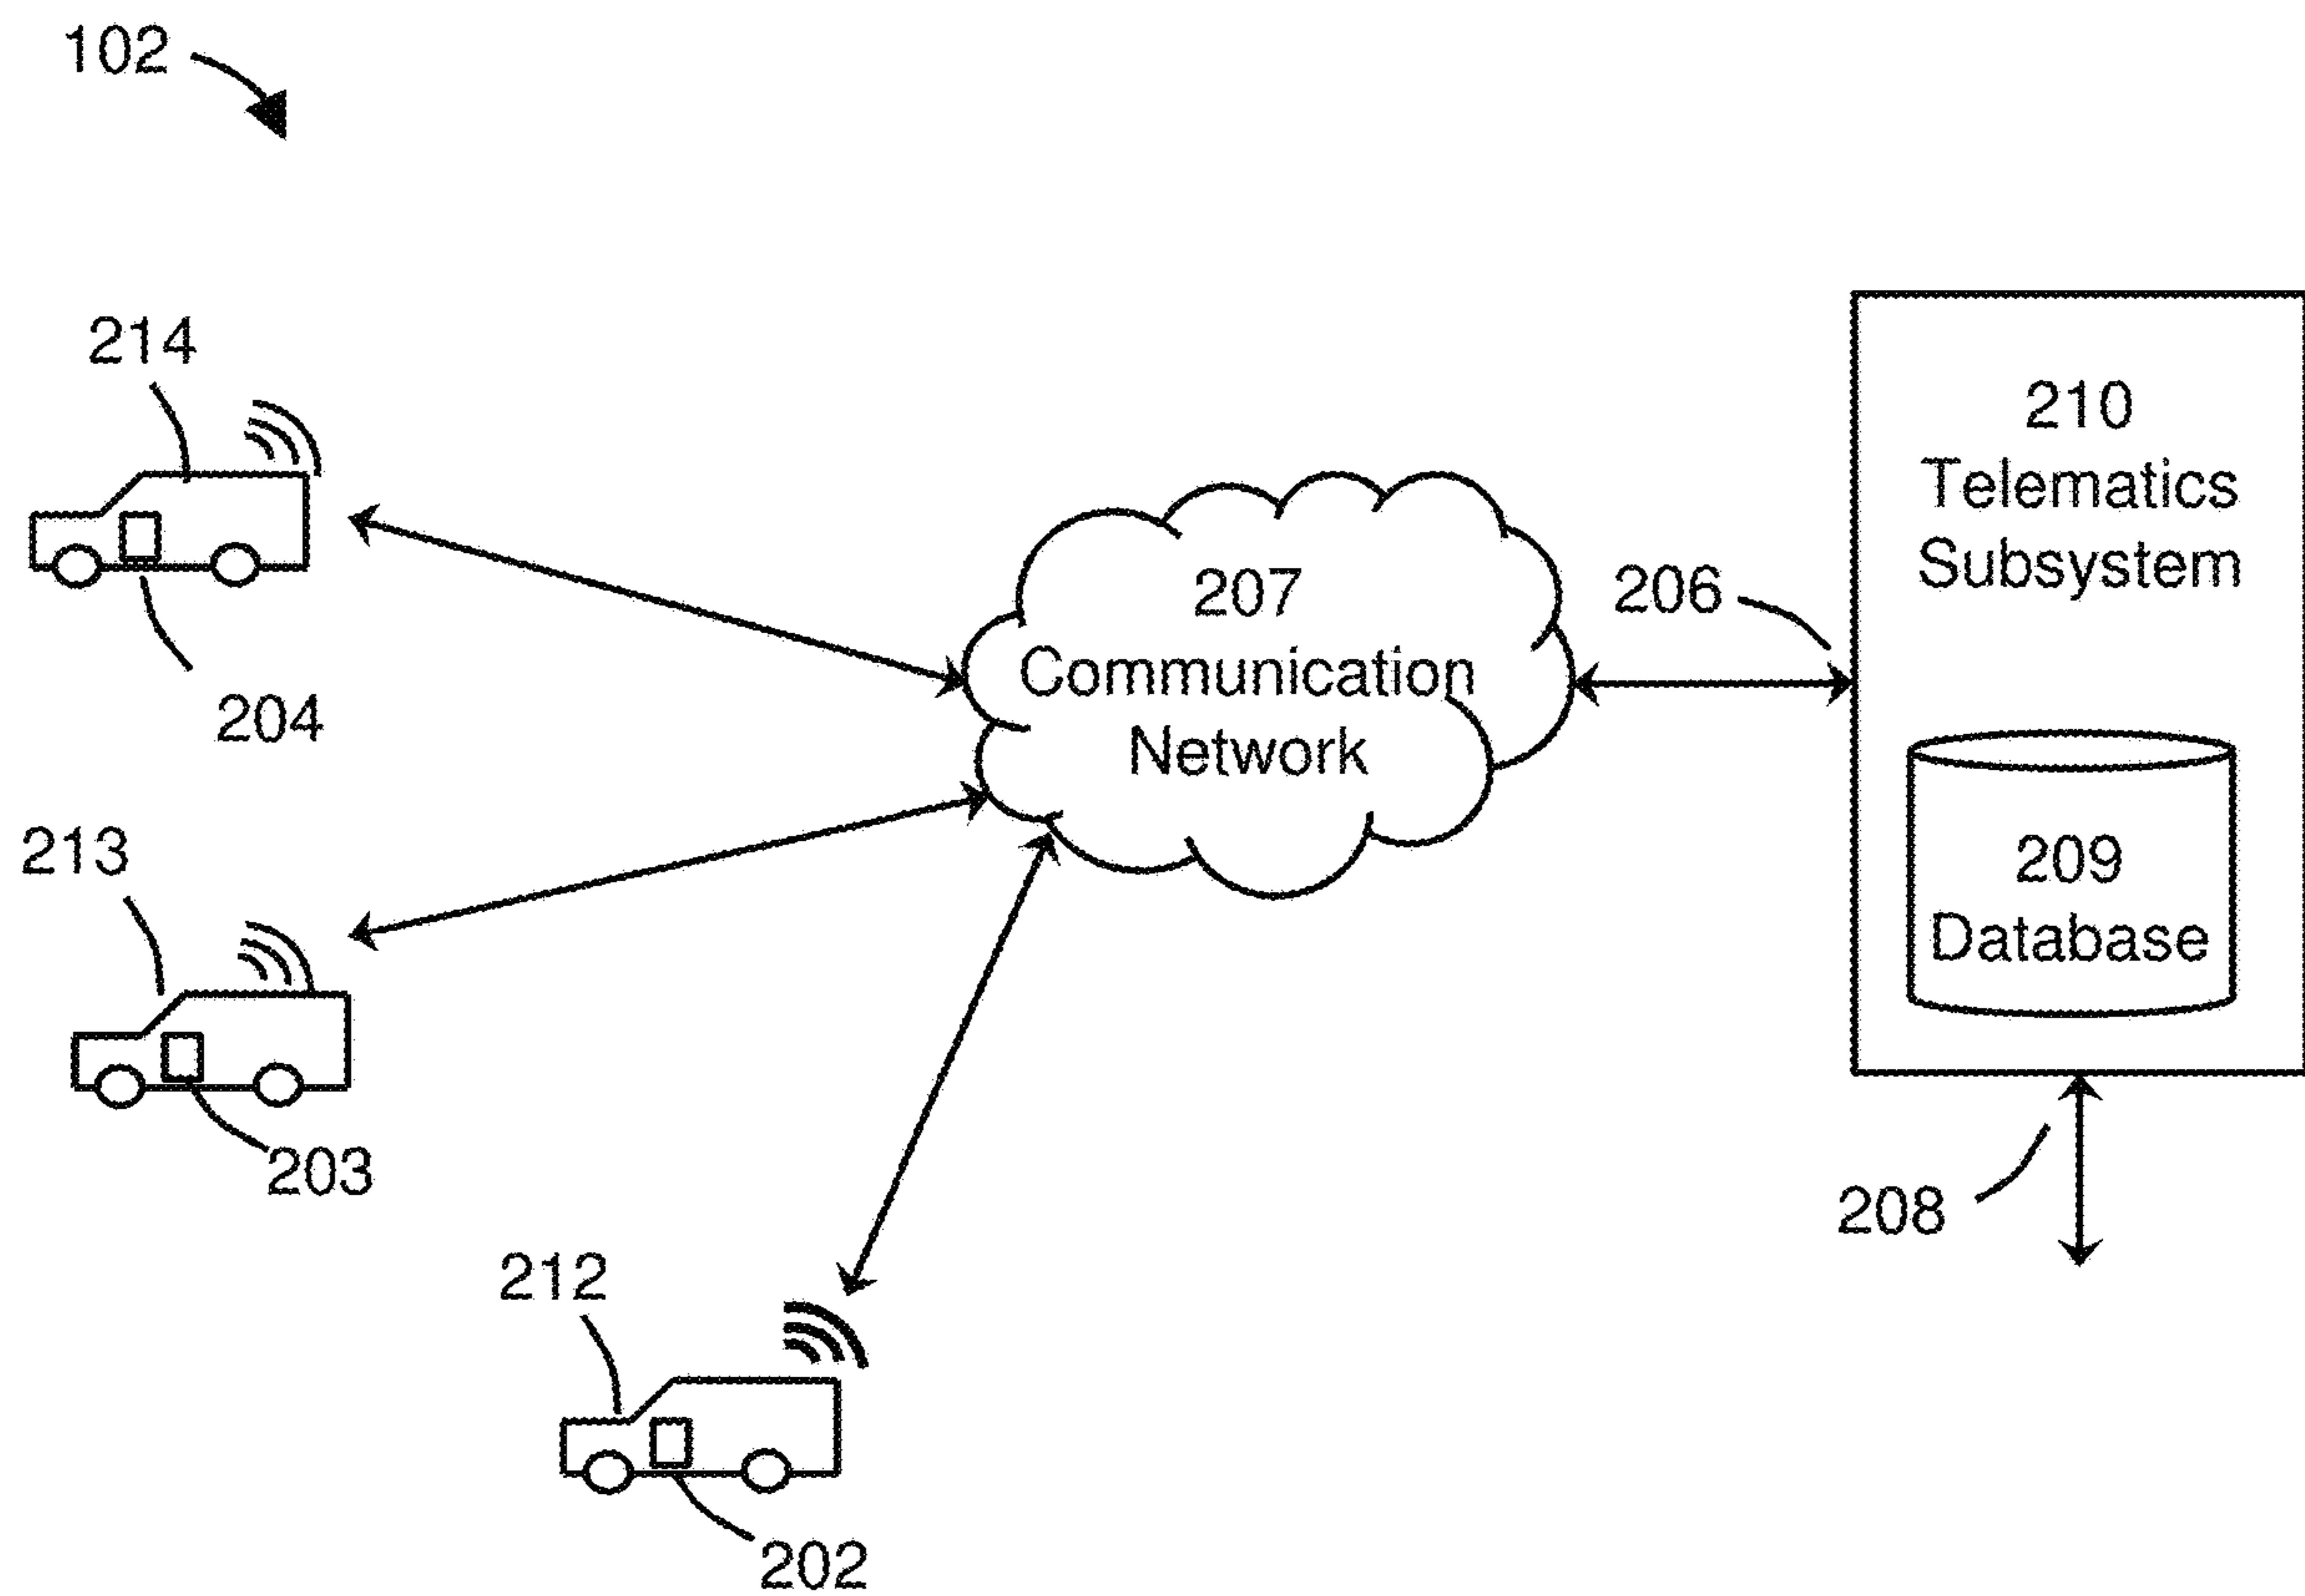 102
214
210
Telematics
Subsystem
207
Communication
Network
206
204
213
209
Database
203
208
212
202